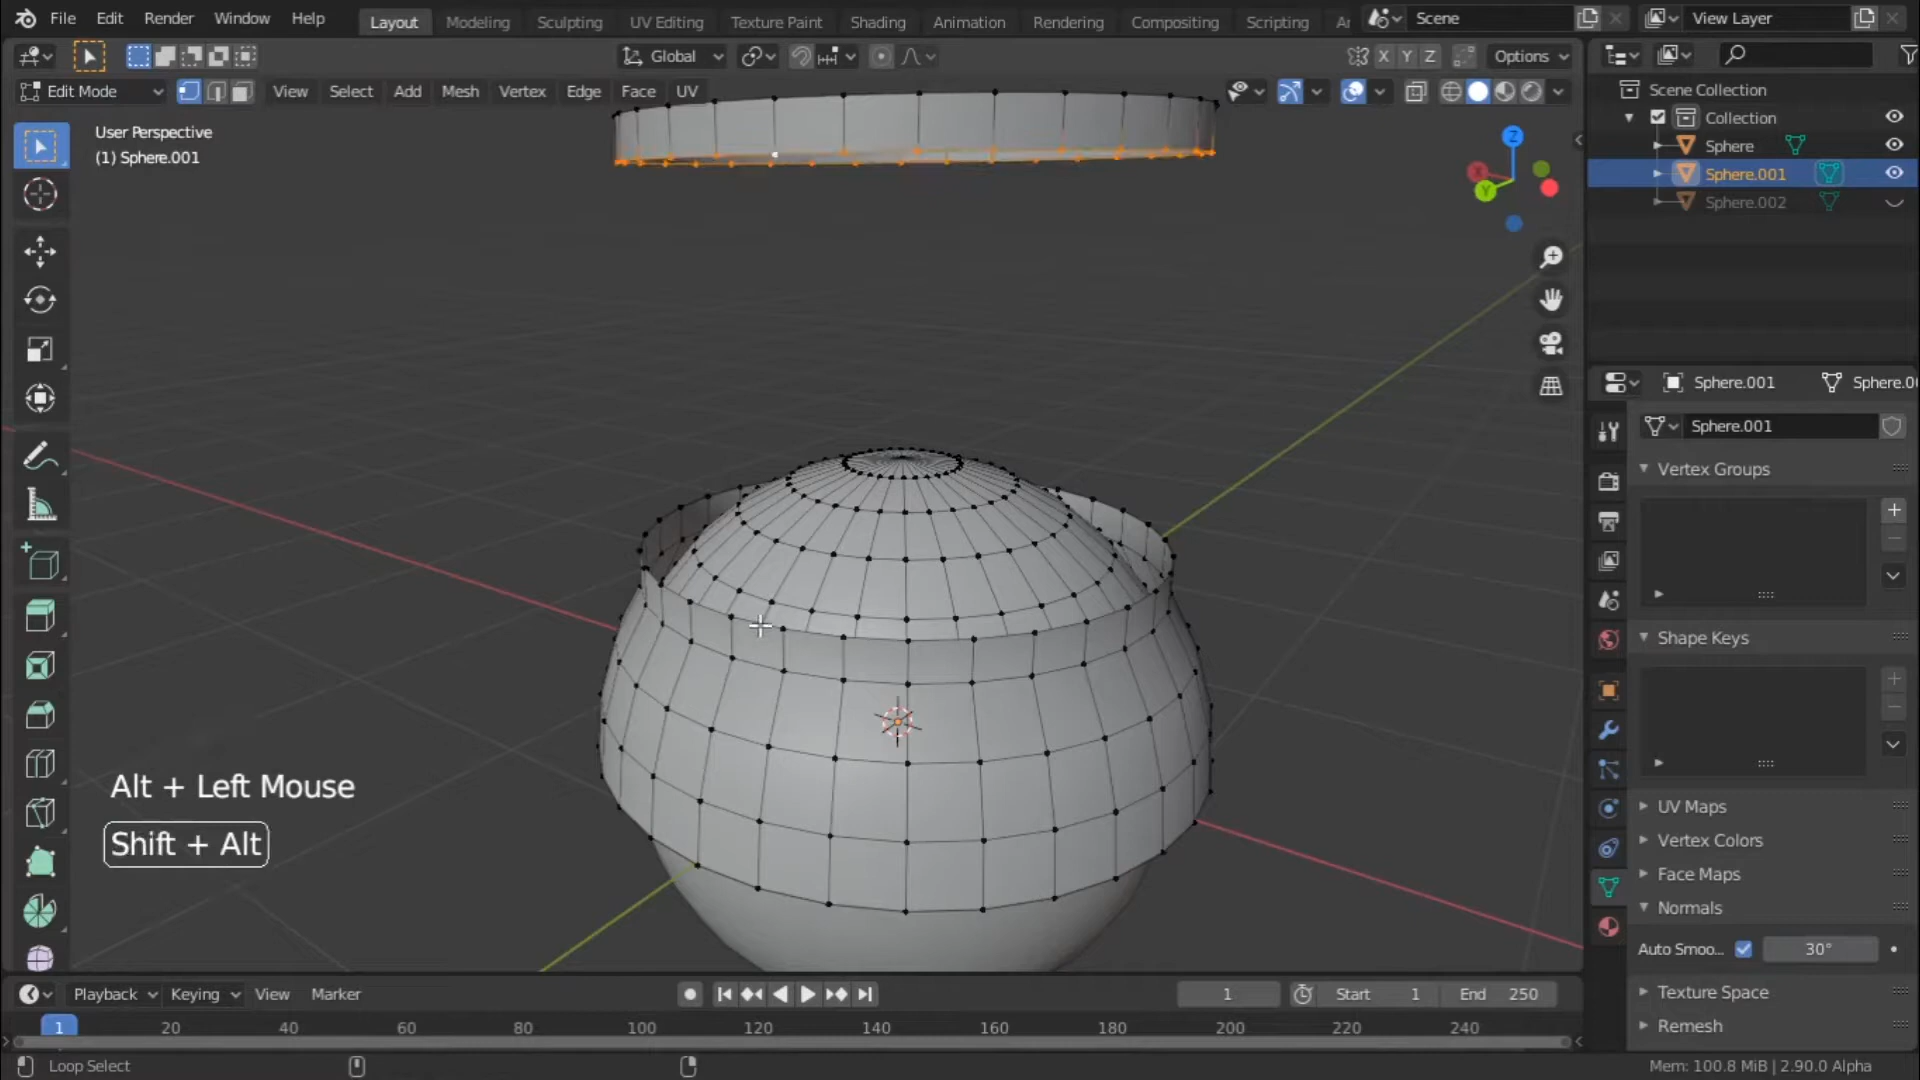 File Edit Render Window Help Layout Modeling Sculpting UV Editing Texture Paint Shading Animation Rendering Compositing Scripting Scene View Layer
Global X Y Z Options
Edit Mode View Select Add Mesh Vertex Edge Face UV
Scene Collection
Collection
Sphere
Sphere.001
Sphere.002
User Perspective
(1) Sphere.001
Z
X
Y
Sphere.001 Sphere.0
Sphere.001
Vertex Groups
Shape Keys
UV Maps
Vertex Colors
Face Maps
Normals
Auto Smoo... 30°
Texture Space
Remesh
Alt + Left Mouse
Shift + Alt
Playback Keying View Marker 1 Start 1 End 250
1 20 40 60 80 100 120 140 160 180 200 220 240
Loop Select Mem: 100.8 MiB | 2.90.0 Alpha